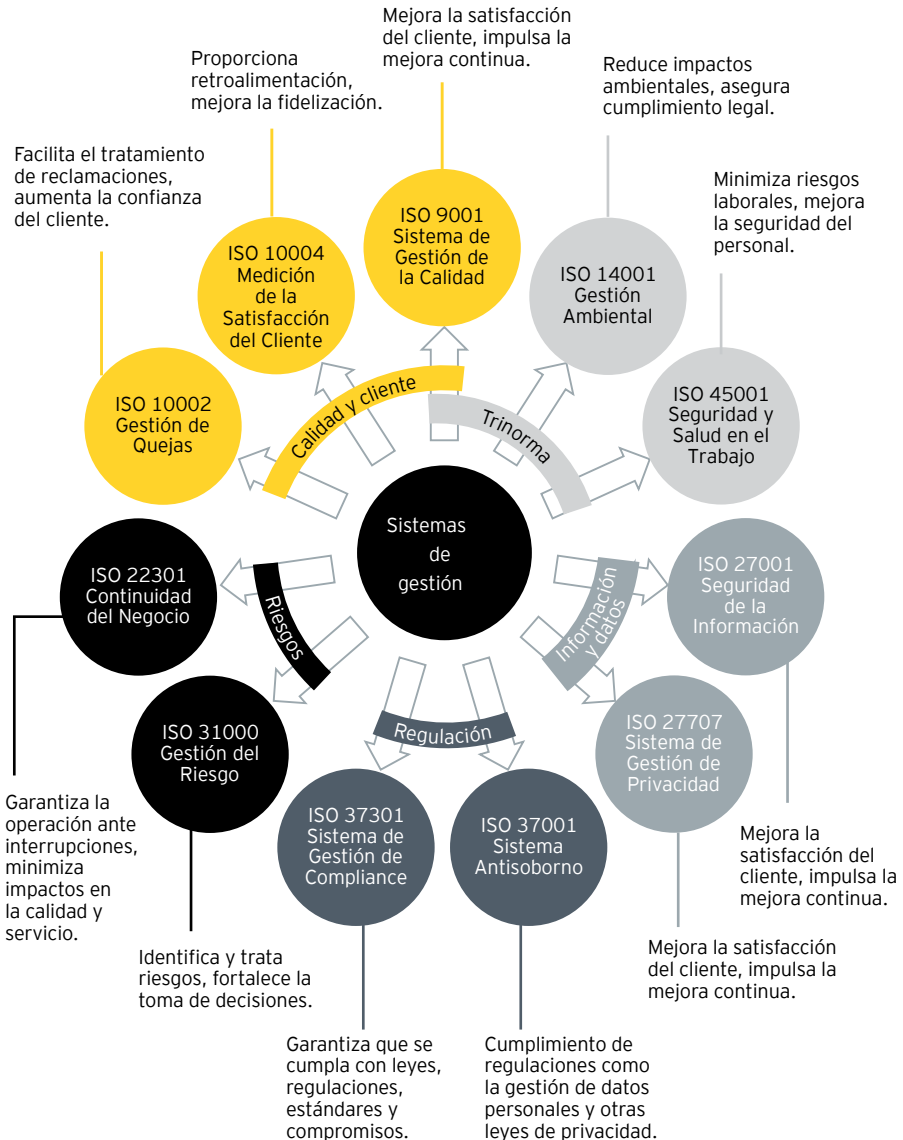 Mejora la satisfacción
del cliente, impulsa la
mejora continua.
Proporciona
retroalimentación,
mejora la fidelización.
Reduce impactos
ambientales, asegura
cumplimiento legal.
Facilita el tratamiento
de reclamaciones,
aumenta la confianza
del cliente.
Minimiza riesgos
laborales, mejora
la seguridad del
personal.
ISO 9001
Sistema de
Gestión de
la Calidad
ISO 10004
Medición
de la
Satisfacción
del Cliente
ISO 14001
Gestión
Ambiental
ISO 10002
Gestión de
Quejas
Calidad y cliente
Trinorma
ISO 45001
Seguridad y
Salud en el
Trabajo
Sistemas
de
gestión
ISO 22301
Continuidad
del Negocio
Riesgos
Información
y datos
ISO 27001
Seguridad
de la
Información
ISO 31000
Gestión del
Riesgo
Regulación
ISO 27707
Sistema de
Gestión de
Privacidad
ISO 37301
Sistema de
Gestión de
Compliance
ISO 37001
Sistema
Antisoborno
Garantiza la
operación ante
interrupciones,
minimiza
impactos en
la calidad y
servicio.
Mejora la
satisfacción del
cliente, impulsa la
mejora continua.
Identifica y trata
riesgos, fortalece la
toma de decisiones.
Mejora la satisfacción
del cliente, impulsa la
mejora continua.
Garantiza que se
cumpla con leyes,
regulaciones,
estándares y
compromisos.
Cumplimiento de
regulaciones como
la gestión de datos
personales y otras
leyes de privacidad.